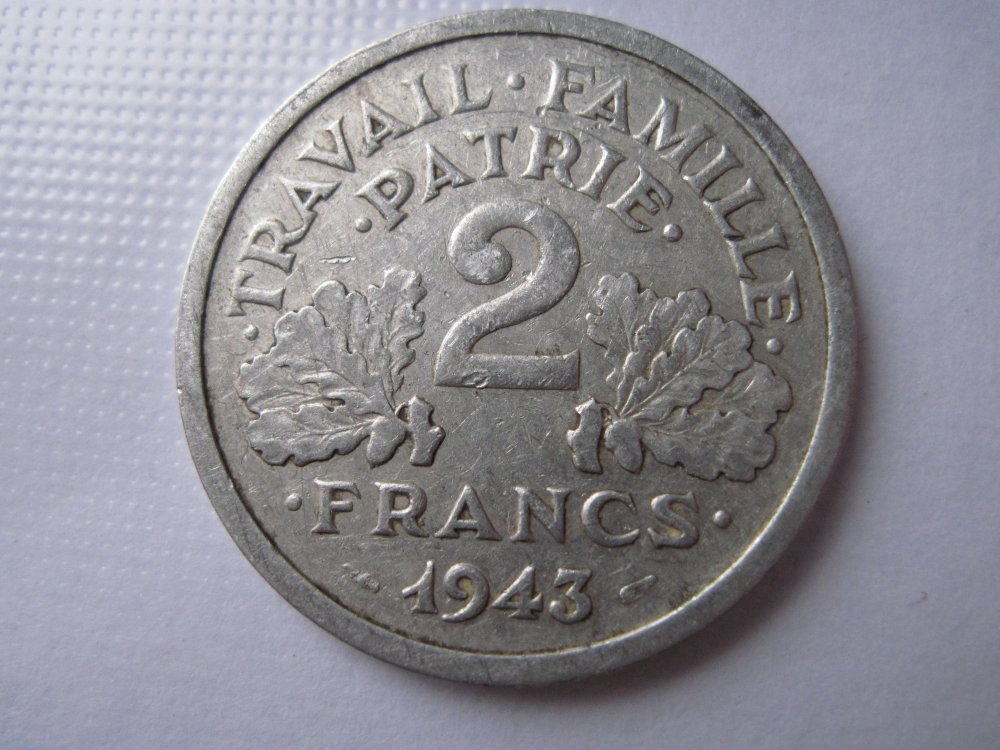 ·TRAVAIL·FAMILLE·
·PATRIE·
2
·FRANCS·
1943